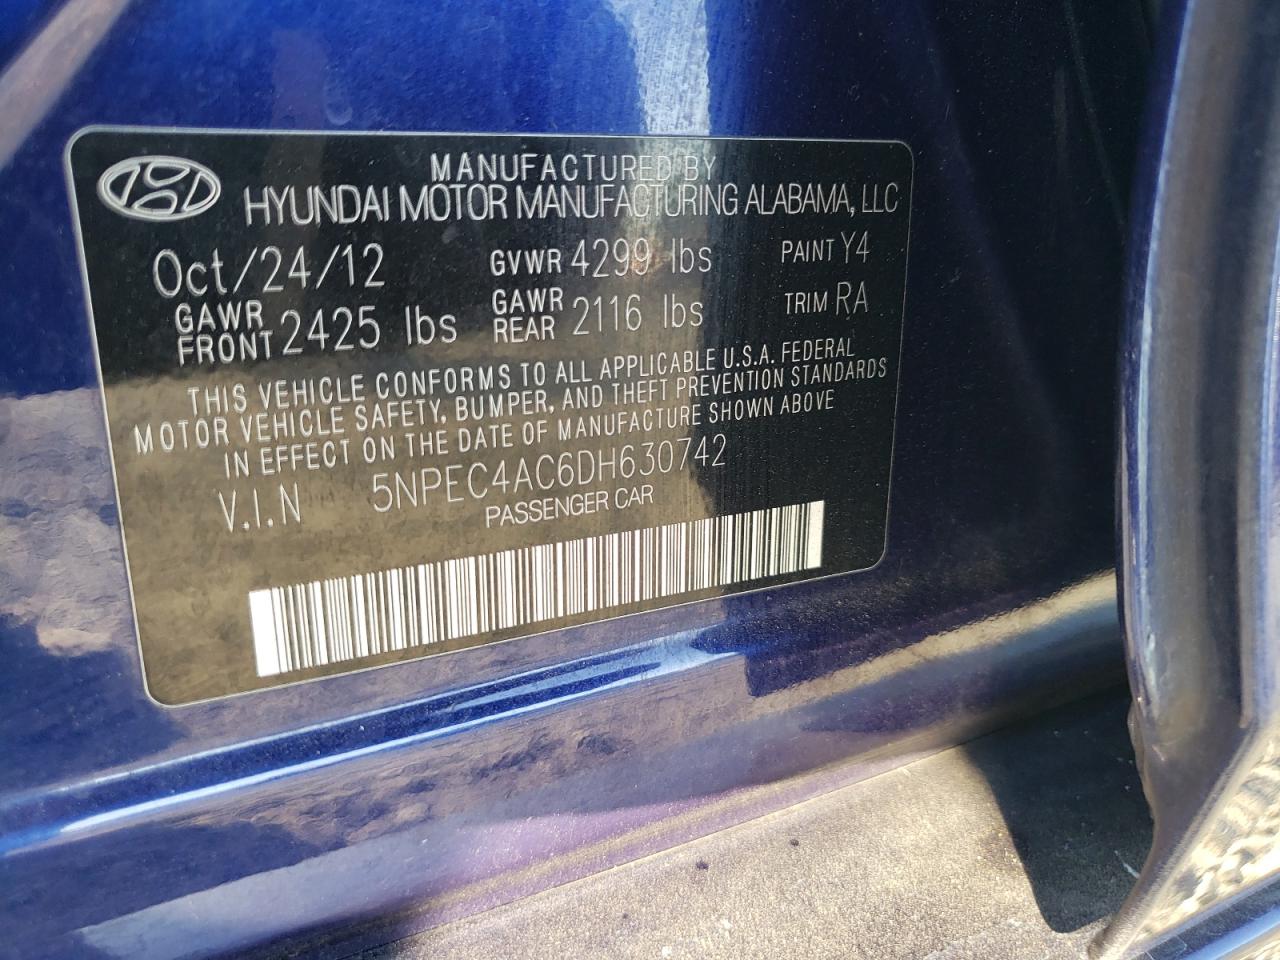 MANUFACTURED BY
HYUNDAI MOTOR MANUFACTURING ALABAMA, LLC
Oct/24/12 GVWR 4299 lbs PAINT Y4
GAWR FRONT 2425 lbs GAWR REAR 2116 lbs TRIM RA
THIS VEHICLE CONFORMS TO ALL APPLICABLE U.S.A. FEDERAL
MOTOR VEHICLE SAFETY, BUMPER, AND THEFT PREVENTION STANDARDS
IN EFFECT ON THE DATE OF MANUFACTURE SHOWN ABOVE
V.I.N 5NPEC4AC6DH630742
PASSENGER CAR